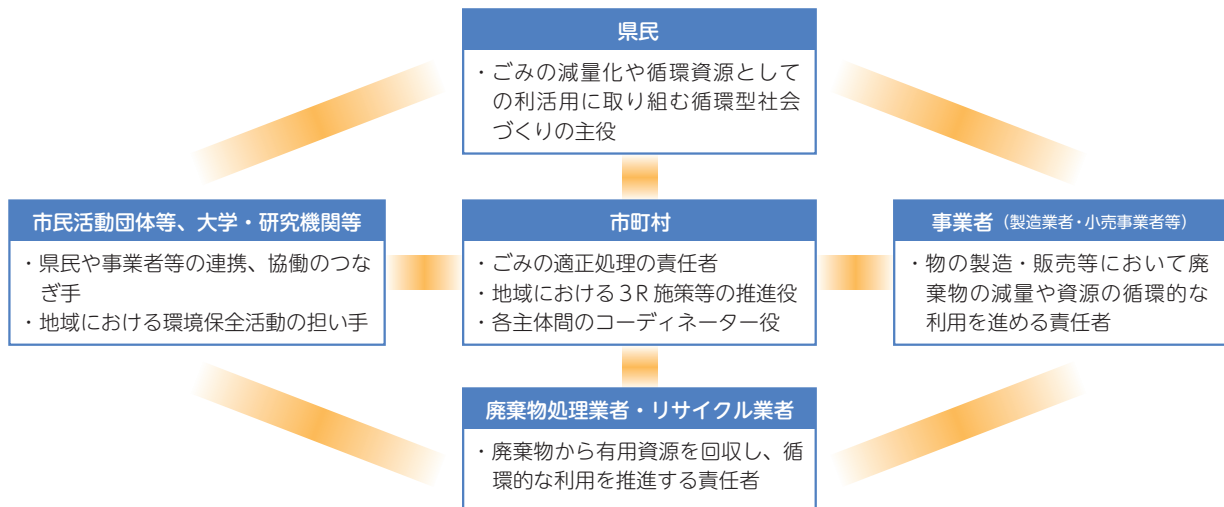 県民
・ごみの減量化や循環資源として
の利活用に取り組む循環型社会
づくりの主役
市民活動団体等、大学・研究機関等
・県民や事業者等の連携、協働のつな
ぎ手
・地域における環境保全活動の担い手
市町村
・ごみの適正処理の責任者
・地域における3R 施策等の推進役
・各主体間のコーディネーター役
事業者（製造業者・小売事業者等）
・物の製造・販売等において廃
棄物の減量や資源の循環的な
利用を進める責任者
廃棄物処理業者・リサイクル業者
・廃棄物から有用資源を回収し、循
環的な利用を推進する責任者